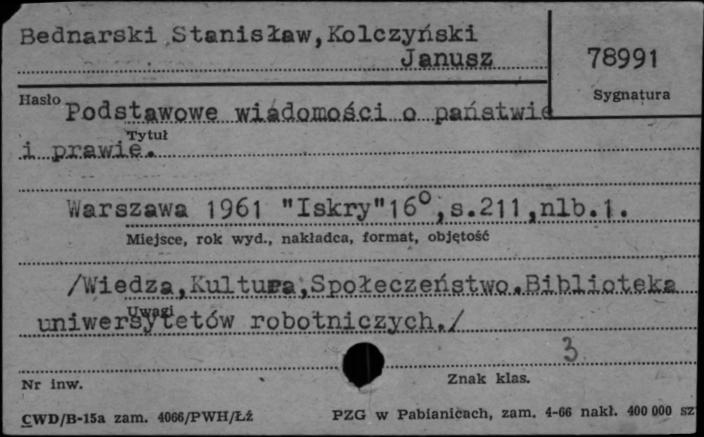 Bednarski Stanisław,Kolczyński
Janusz
78991
Sygnatura
Hasło
Podstawowe wiadomości o państwie
Tytuł
i prawie.
Warszawa 1961 "Iskry"16°,s.211,nlb.1.
Miejsce, rok wyd., nakładca, format, objętość
/Wiedza,Kultura,Społeczeństwo.Biblioteka
Uwagi
uniwersytetów robotniczych./
3
Nr inw.
Znak klas.
CWD/B-15a zam. 4066/PWH/Łź
PZG w Pabianicach, zam. 4-66 nakł. 400 000 sz